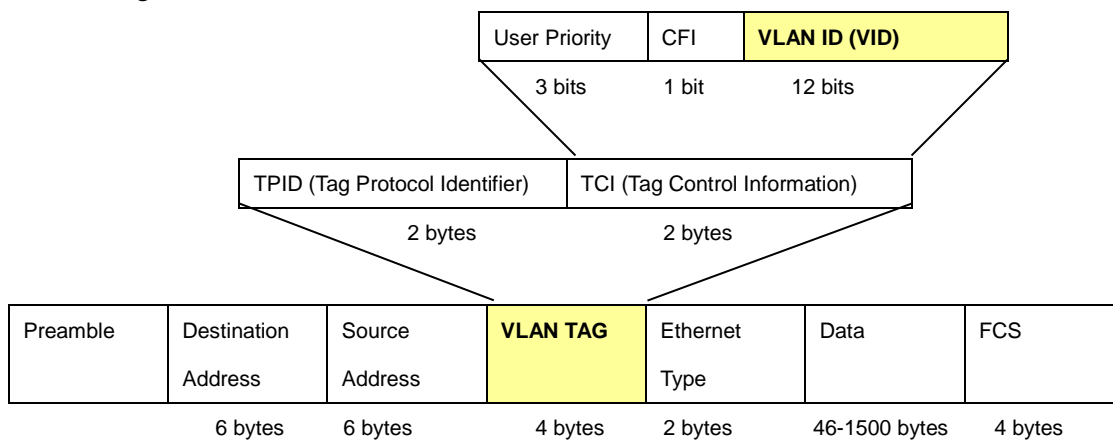 User Priority CFI VLAN ID (VID)
3 bits 1 bit 12 bits
TPID (Tag Protocol Identifier) TCI (Tag Control Information)
2 bytes 2 bytes
Preamble Destination Source VLAN TAG Ethernet Data FCS
Address Address Type
6 bytes 6 bytes 4 bytes 2 bytes 46-1500 bytes 4 bytes